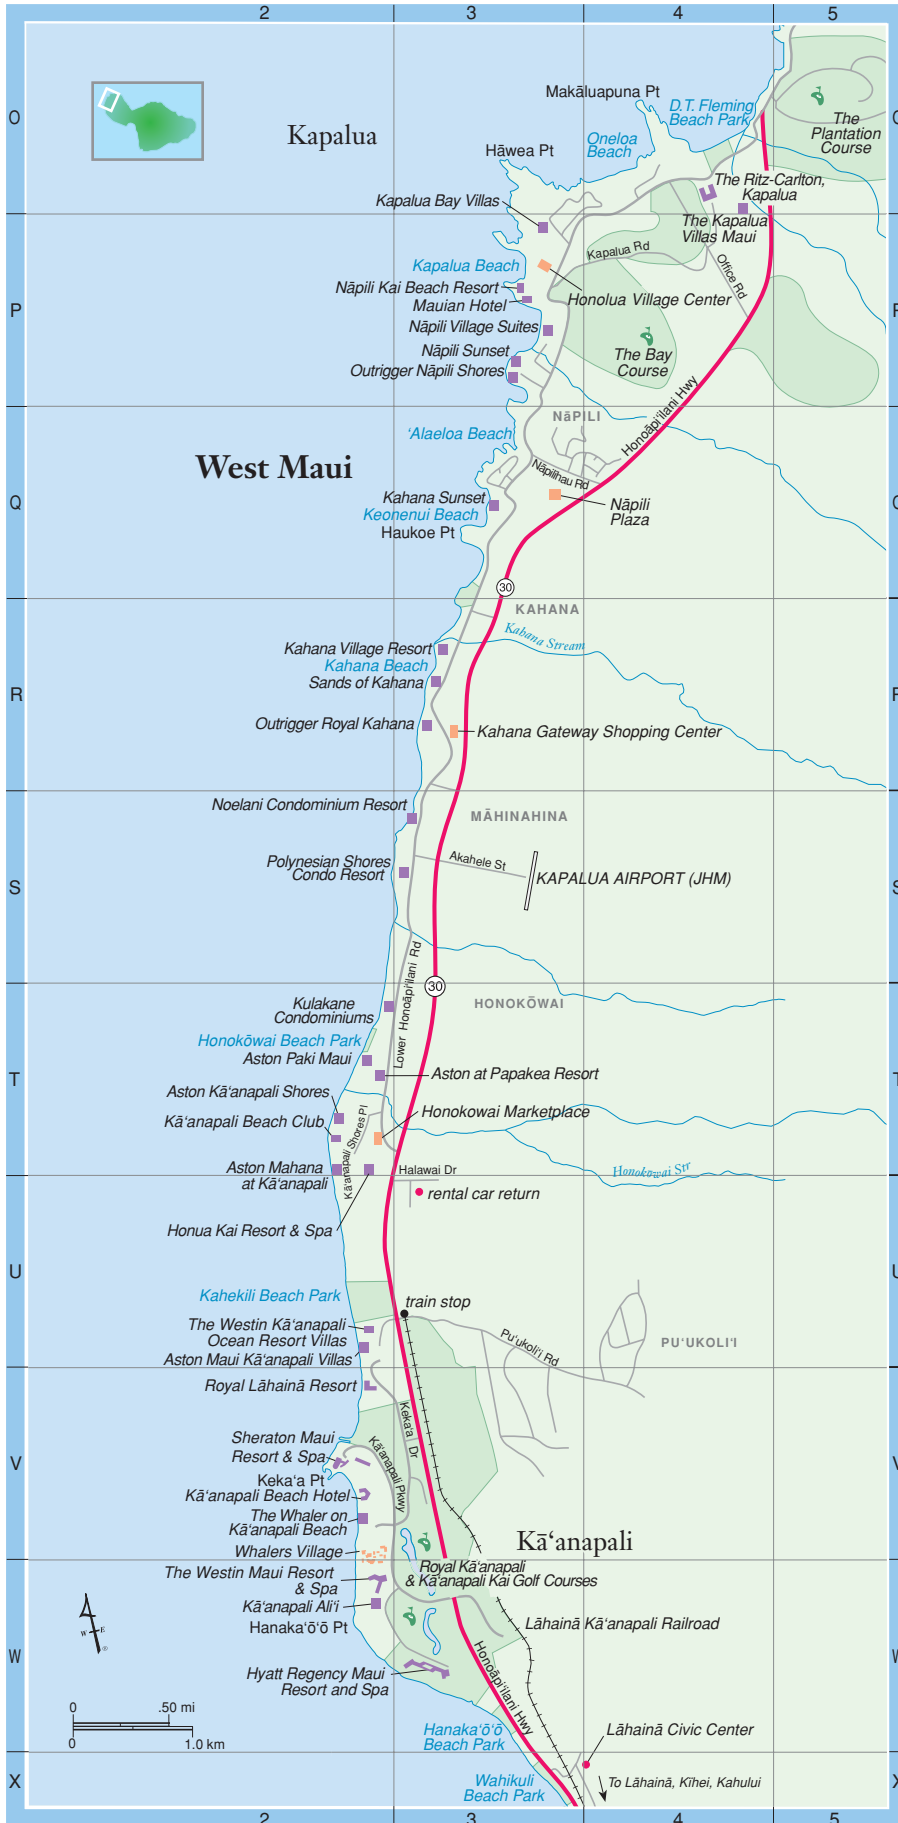 2 3 4 5
O
Makāluapuna Pt
D.T. Fleming
Beach Park
The
Plantation
Course
Kapalua
Oneloa
Beach
Hāwea Pt
The Ritz-Carlton,
Kapalua
Kapalua Bay Villas
The Kapalua
Villas Maui
Kapalua Rd
Office Rd
Kapalua Beach
Nāpili Kai Beach Resort
Honolua Village Center
Mauian Hotel
P
Nāpili Village Suites
Nāpili Sunset
The Bay
Course
Outrigger Nāpili Shores
Honoāpi‘ilani Hwy
NāPILI
‘Alaeloa Beach
West Maui
Nāpilihau Rd
Kahana Sunset
Q
Nāpili
Plaza
Keonenui Beach
Haukoe Pt
30
KAHANA
Kahana Stream
Kahana Village Resort
Kahana Beach
Sands of Kahana
R
Outrigger Royal Kahana
Kahana Gateway Shopping Center
Noelani Condominium Resort
MĀHINAHINA
Polynesian Shores
Condo Resort
Akahele St
S
KAPALUA AIRPORT (JHM)
Lower Honoāpi‘ilani Rd
30
Kulakane
Condominiums
HONOKŌWAI
Honokōwai Beach Park
Aston Paki Maui
T
Aston at Papakea Resort
Aston Kā‘anapali Shores
Honokowai Marketplace
Kā‘anapali Beach Club
Kā‘anapali Shores Pl
Aston Mahana
at Kā‘anapali
Halawai Dr
Honokowai Str
rental car return
Honua Kai Resort & Spa
U
Kahekili Beach Park
train stop
The Westin Kā‘anapali
Ocean Resort Villas
Pu‘ukoli‘i Rd
PU‘UKOLI‘I
Aston Maui Kā‘anapali Villas
Royal Lāhainā Resort
Keka‘a Dr
Sheraton Maui
Resort & Spa
Kā‘anapali Pkwy
V
Keka‘a Pt
Kā‘anapali Beach Hotel
The Whaler on
Kā‘anapali Beach
Kā‘anapali
Whalers Village
Royal Kā‘anapali
& Kā‘anapali Kai Golf Courses
The Westin Maui Resort
& Spa
Kā‘anapali Ali‘i
Hanaka‘ō‘ō Pt
Lāhainā Kā‘anapali Railroad
W E
W
Hyatt Regency Maui
Resort and Spa
Honoāpi‘ilani Hwy
0 .50 mi
0 1.0 km
Hanaka‘ō‘ō
Beach Park
Lāhainā Civic Center
X
Wahikuli
Beach Park
To Lāhainā, Kīhei, Kahului
2 3 4 5